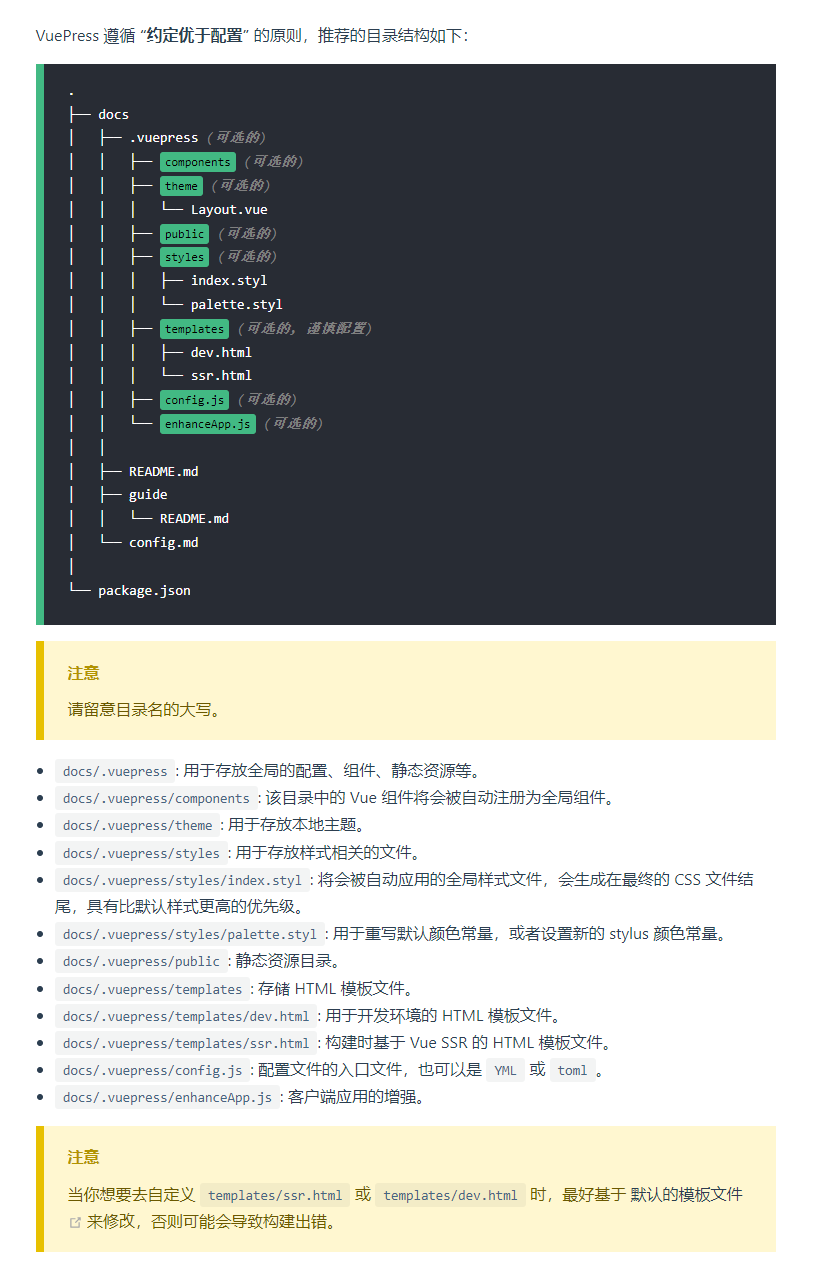 VuePress 遵循 “约定优于配置” 的原则，推荐的目录结构如下：
.
├── docs
│   ├── .vuepress (可选的)
│   │   ├── components (可选的)
│   │   ├── theme (可选的)
│   │   │   └── Layout.vue
│   │   ├── public (可选的)
│   │   ├── styles (可选的)
│   │   │   ├── index.styl
│   │   │   └── palette.styl
│   │   ├── templates (可选的, 谨慎配置)
│   │   │   ├── dev.html
│   │   │   └── ssr.html
│   │   ├── config.js (可选的)
│   │   └── enhanceApp.js (可选的)
│   │
│   ├── README.md
│   ├── guide
│   │   └── README.md
│   └── config.md
│
└── package.json
注意
请留意目录名的大写。
• docs/.vuepress: 用于存放全局的配置、组件、静态资源等。
• docs/.vuepress/components: 该目录中的 Vue 组件将会被自动注册为全局组件。
• docs/.vuepress/theme: 用于存放本地主题。
• docs/.vuepress/styles: 用于存放样式相关的文件。
• docs/.vuepress/styles/index.styl: 将会被自动应用的全局样式文件，会生成在最终的 CSS 文件结
尾，具有比默认样式更高的优先级。
• docs/.vuepress/styles/palette.styl: 用于重写默认颜色常量，或者设置新的 stylus 颜色常量。
• docs/.vuepress/public: 静态资源目录。
• docs/.vuepress/templates: 存储 HTML 模板文件。
• docs/.vuepress/templates/dev.html: 用于开发环境的 HTML 模板文件。
• docs/.vuepress/templates/ssr.html: 构建时基于 Vue SSR 的 HTML 模板文件。
• docs/.vuepress/config.js: 配置文件的入口文件，也可以是 YML 或 toml。
• docs/.vuepress/enhanceApp.js: 客户端应用的增强。
注意
当你想要去自定义 templates/ssr.html 或 templates/dev.html 时，最好基于 默认的模板文件
来修改，否则可能会导致构建出错。